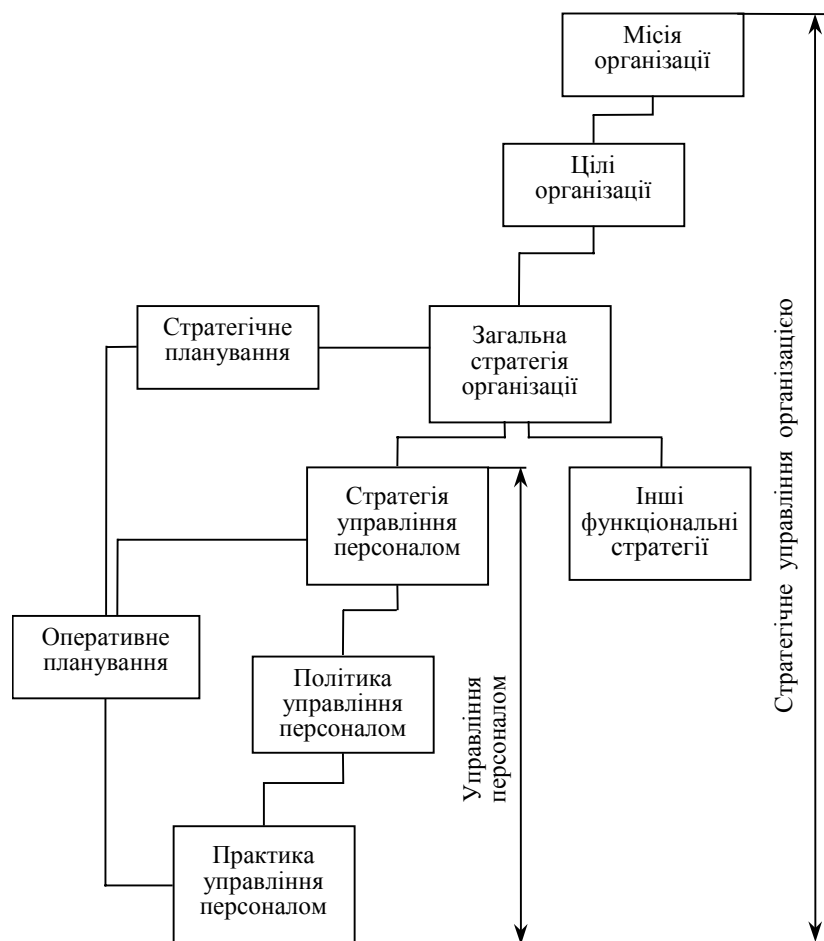 Місія
організації
Цілі
організації
Стратегічне
планування
Загальна
стратегія
організації
Стратегія
управління
персоналом
Інші
функціональні
стратегії
Оперативне
планування
Політика
управління
персоналом
Практика
управління
персоналом
Управління
персоналом
Стратегічне управління організацією